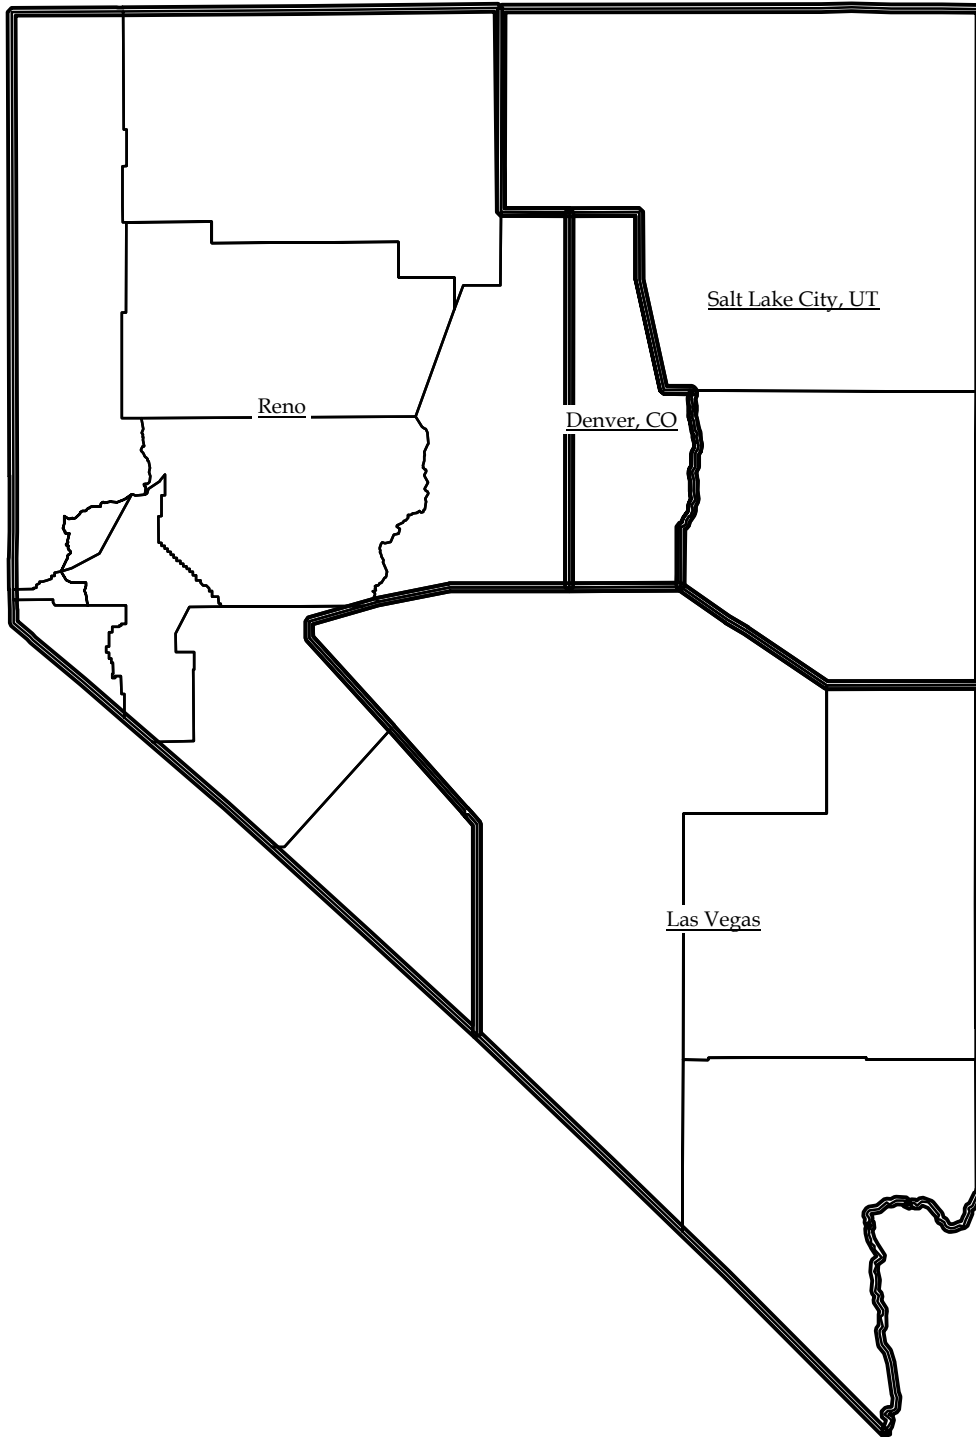 Salt Lake City, UT
Reno
Denver, CO
Las Vegas